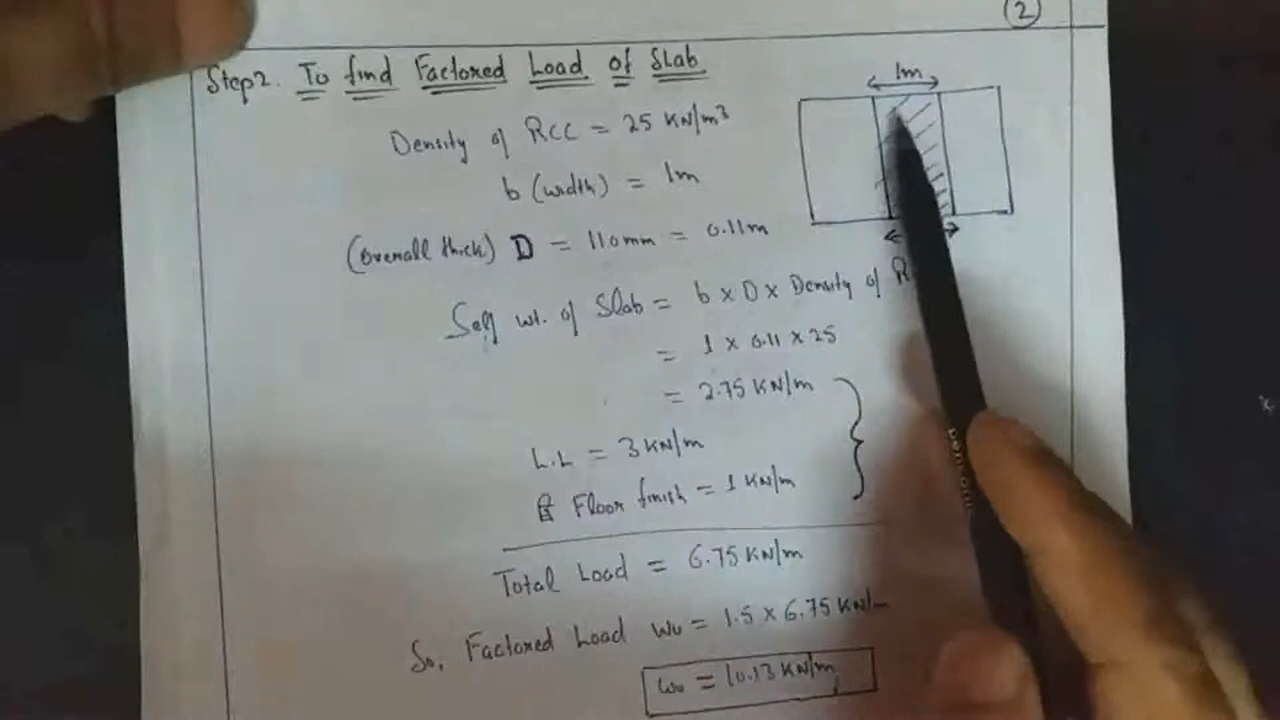 2
Step2. To find Factored Load of Slab
1m
Density of RCC = 25 KN/m³
b (width) = 1m
(Overall thick.) D = 110mm = 0.11m
Self wt. of Slab = b x D x Density of R
= 1 x 0.11 x 25
= 2.75 KN/m
L.L = 3 KN/m
Floor finish = 1 KN/m
Total Load = 6.75 KN/m
So, Factored Load Wu = 1.5 x 6.75 KN/m
Wu = 10.13 KN/m